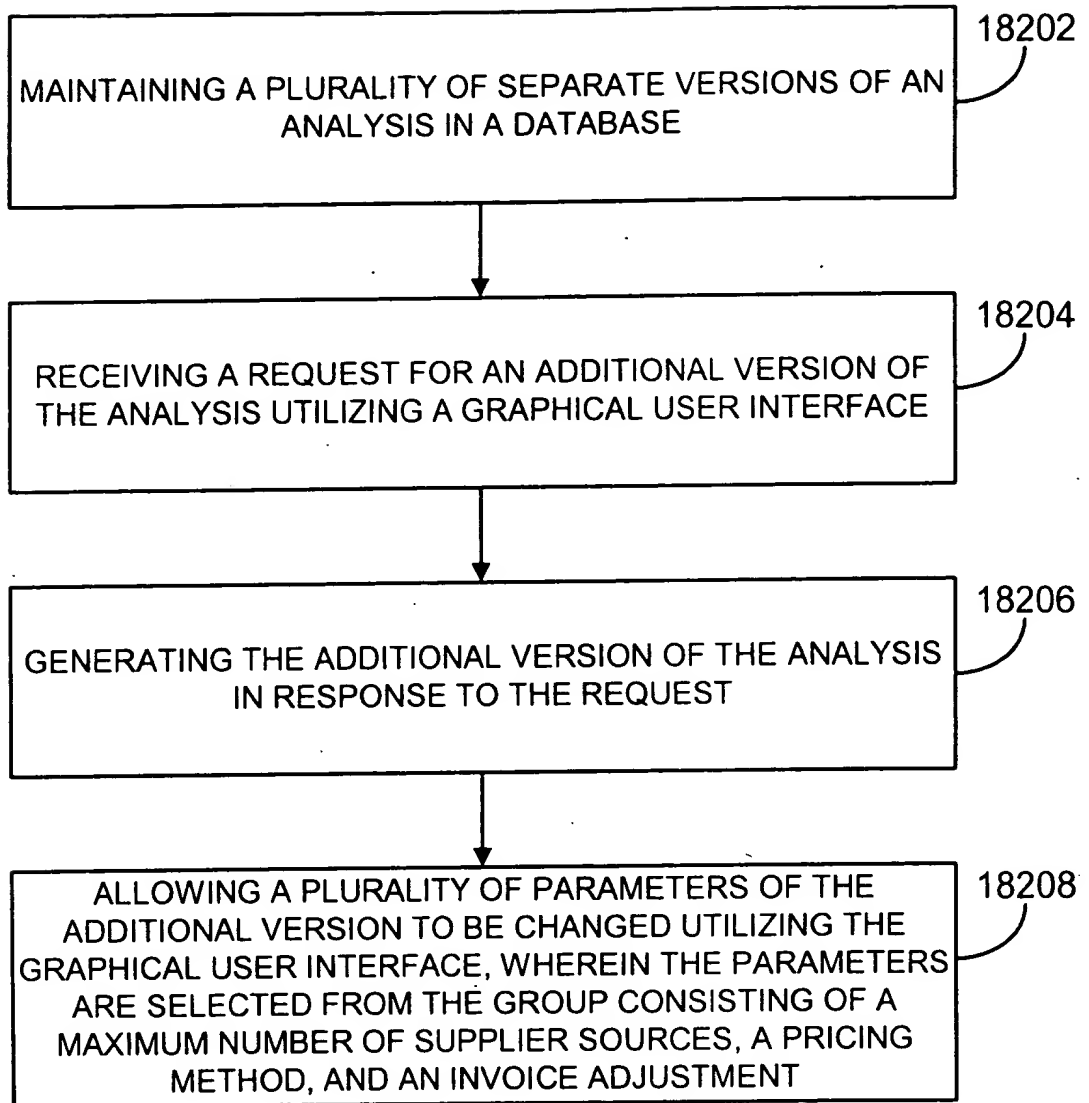 18202
MAINTAINING A PLURALITY OF SEPARATE VERSIONS OF AN
ANALYSIS IN A DATABASE
18204
RECEIVING A REQUEST FOR AN ADDITIONAL VERSION OF
THE ANALYSIS UTILIZING A GRAPHICAL USER INTERFACE
18206
GENERATING THE ADDITIONAL VERSION OF THE ANALYSIS
IN RESPONSE TO THE REQUEST
18208
ALLOWING A PLURALITY OF PARAMETERS OF THE
ADDITIONAL VERSION TO BE CHANGED UTILIZING THE
GRAPHICAL USER INTERFACE, WHEREIN THE PARAMETERS
ARE SELECTED FROM THE GROUP CONSISTING OF A
MAXIMUM NUMBER OF SUPPLIER SOURCES, A PRICING
METHOD, AND AN INVOICE ADJUSTMENT